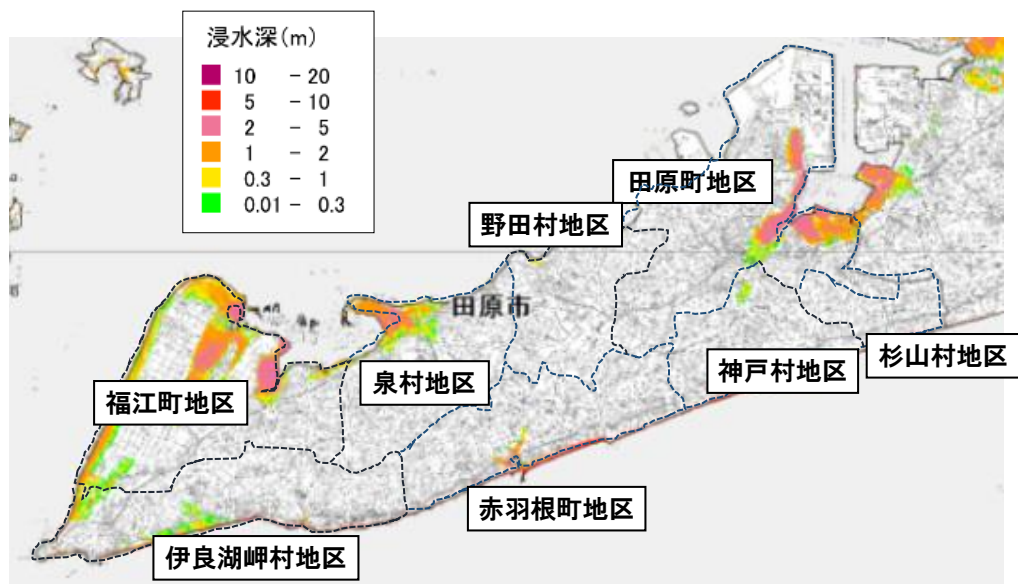 浸水深(m)
10 - 20
5 - 10
2 - 5
1 - 2
0.3 - 1
0.01 - 0.3
田原町地区
野田村地区
田原市
泉村地区
神戸村地区
杉山村地区
福江町地区
赤羽根町地区
伊良湖岬村地区